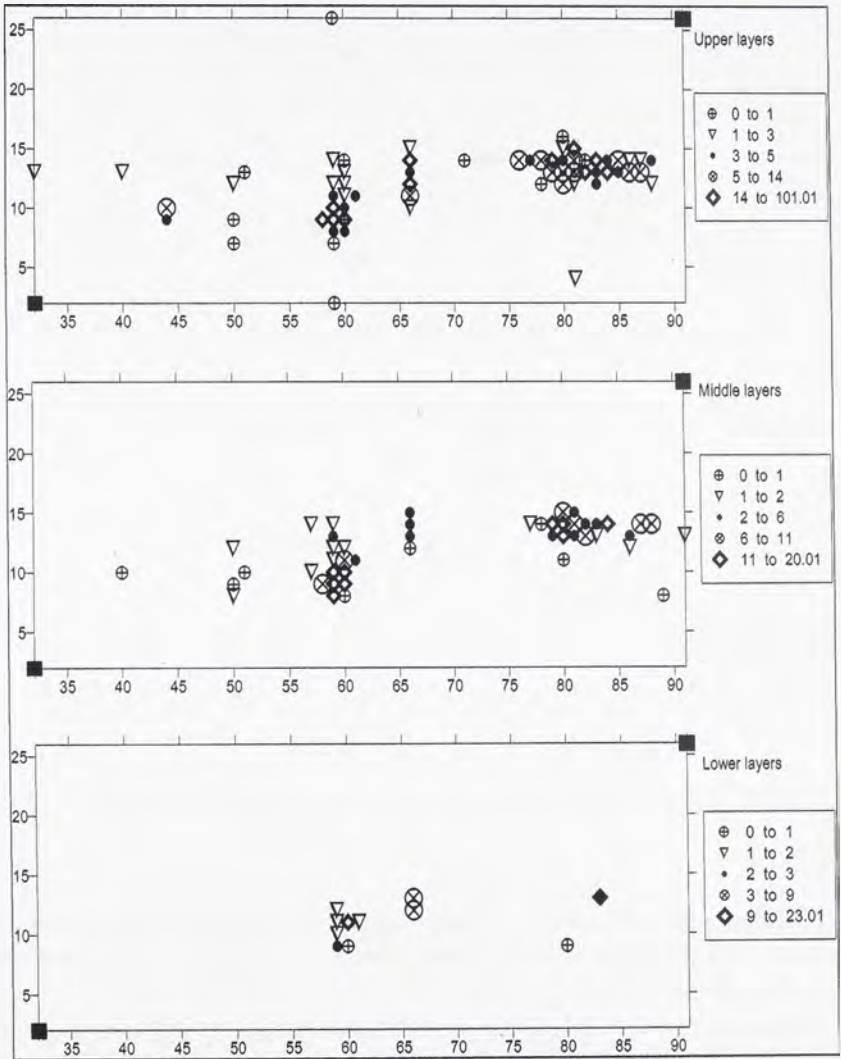 Upper layers
25
20
15
10
5
0 to 1
1 to 3
3 to 5
5 to 14
14 to 101.01
35 40 45 50 55 60 65 70 75 80 85 90
Middle layers
25
20
15
10
5
0 to 1
1 to 2
2 to 6
6 to 11
11 to 20.01
35 40 45 50 55 60 65 70 75 80 85 90
Lower layers
25
20
15
10
5
0 to 1
1 to 2
2 to 3
3 to 9
9 to 23.01
35 40 45 50 55 60 65 70 75 80 85 90